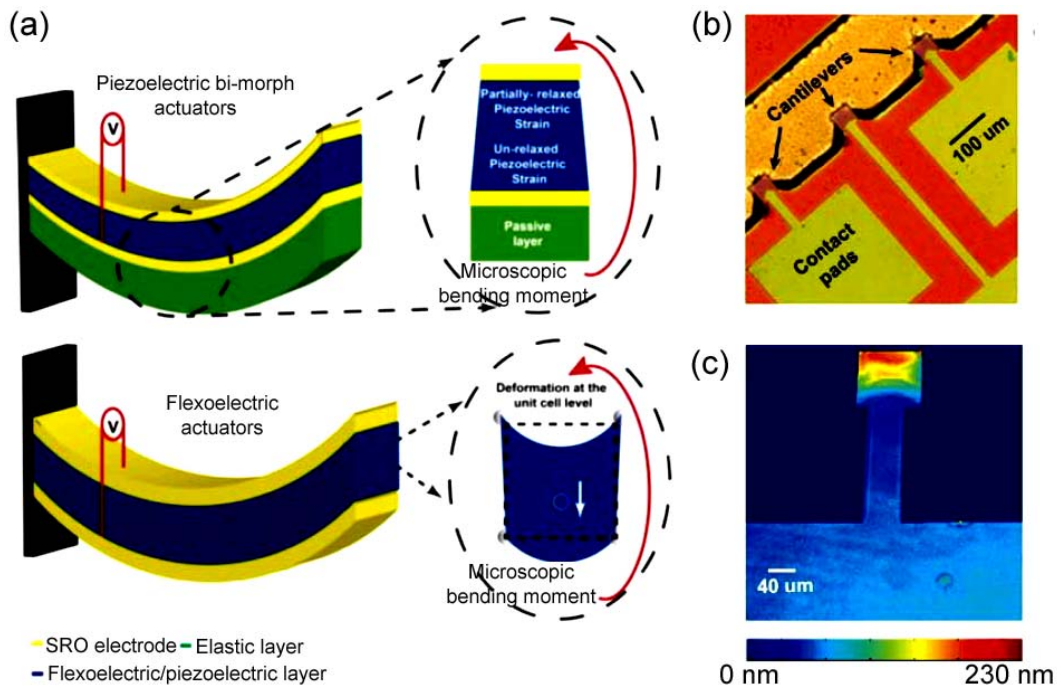 (a)
Piezoelectric bi-morph
actuators
V
Partially- relaxed
Piezoelectric
Strain
Un-relaxed
Piezoelectric
Strain
Passive
layer
Microscopic
bending moment
Flexoelectric
actuators
V
Deformation at the
unit cell level
Microscopic
bending moment
SRO electrode
Elastic layer
Flexoelectric/piezoelectric layer
(b)
Cantilevers
100 um
Contact
pads
(c)
40 um
0 nm
230 nm